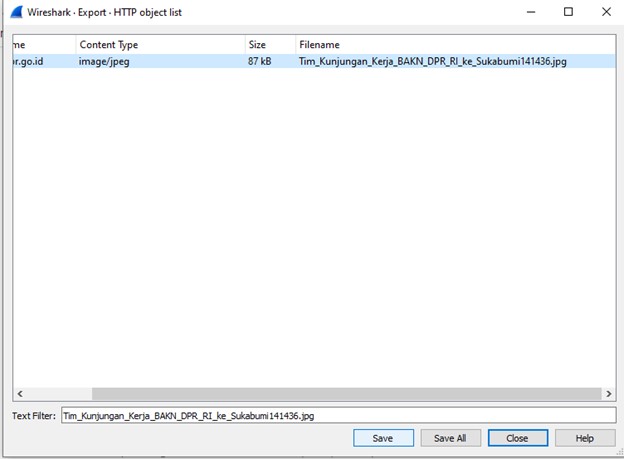 Wireshark · Export · HTTP object list
me Content Type Size Filename
r.go.id image/jpeg 87 kB Tim_Kunjungan_Kerja_BAKN_DPR_RI_ke_Sukabumi141436.jpg
Text Filter: Tim_Kunjungan_Kerja_BAKN_DPR_RI_ke_Sukabumi141436.jpg
Save Save All Close Help